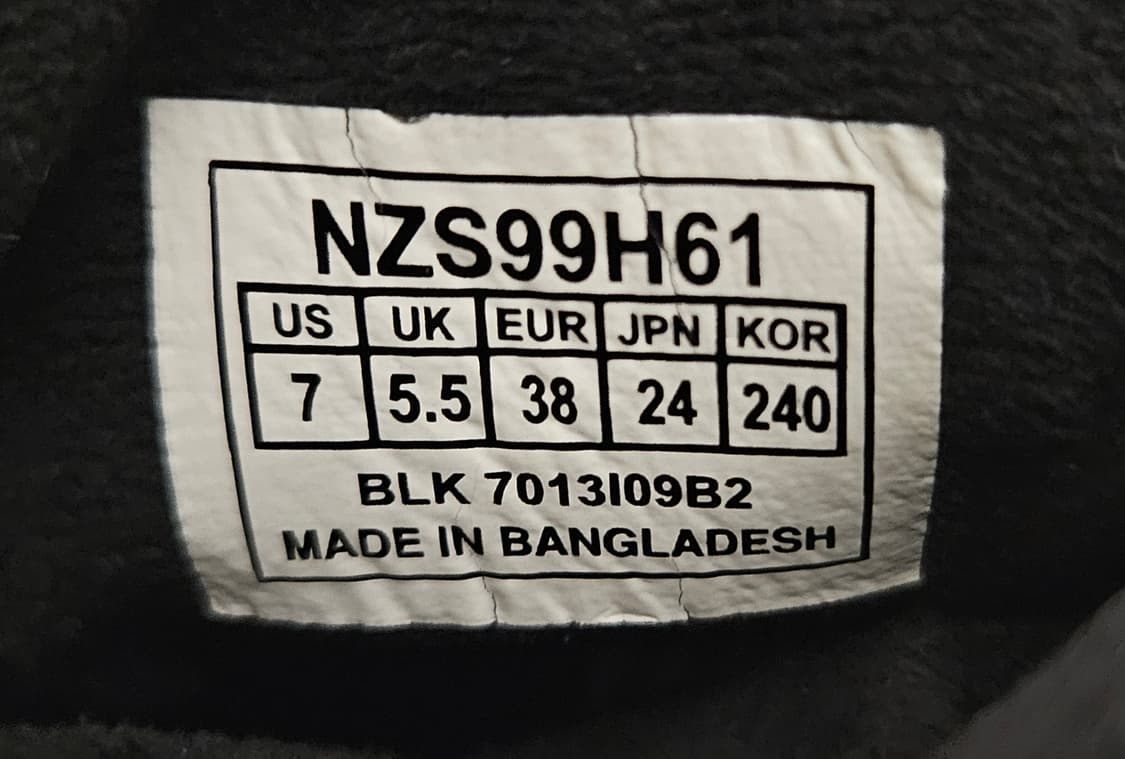 NZS99H61
US UK EUR JPN KOR
7 5.5 38 24 240
BLK 7013I09B2
MADE IN BANGLADESH